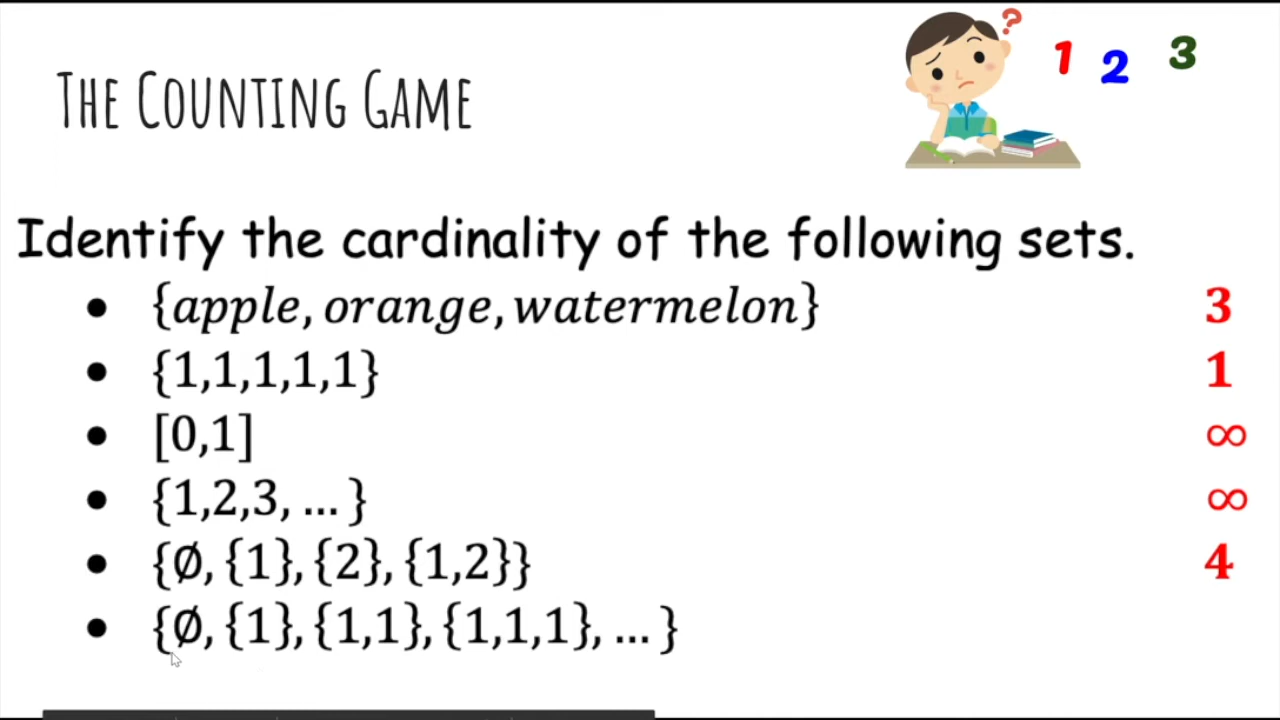 ? 1 2 3
The Counting Game
Identify the cardinality of the following sets.
• {apple, orange, watermelon} 3
• {1,1,1,1,1} 1
• [0,1] ∞
• {1,2,3, ... } ∞
• {∅, {1}, {2}, {1,2}} 4
• {∅, {1}, {1,1}, {1,1,1}, ... }